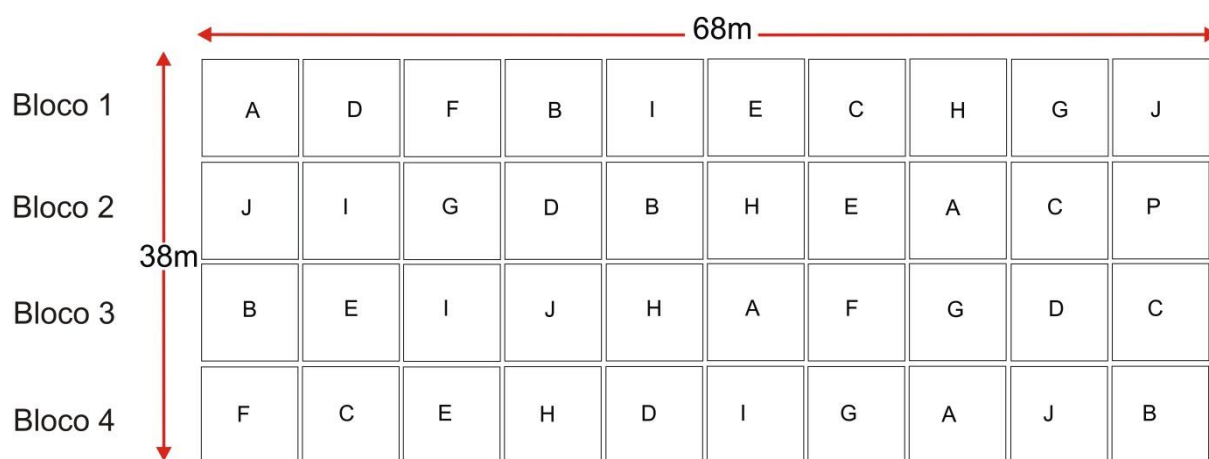 68m
Bloco 1 A D F B I E C H G J
Bloco 2 J I G D B H E A C P
38m
Bloco 3 B E I J H A F G D C
Bloco 4 F C E H D I G A J B